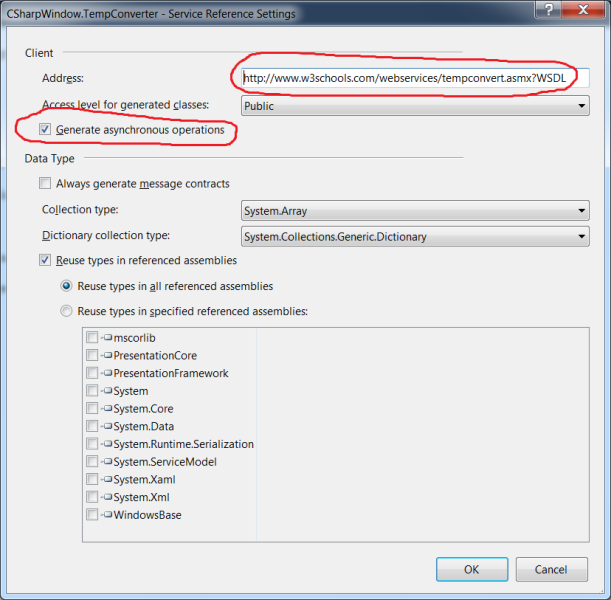 CSharpWindow.TempConverter - Service Reference Settings
Client
Address:
http://www.w3schools.com/webservices/tempconvert.asmx?WSDL
Access level for generated classes:
Public
Generate asynchronous operations
Data Type
Always generate message contracts
Collection type:
System.Array
Dictionary collection type:
System.Collections.Generic.Dictionary
Reuse types in referenced assemblies
Reuse types in all referenced assemblies
Reuse types in specified referenced assemblies:
mscorlib
PresentationCore
PresentationFramework
System
System.Core
System.Data
System.Runtime.Serialization
System.ServiceModel
System.Xaml
System.Xml
WindowsBase
OK
Cancel